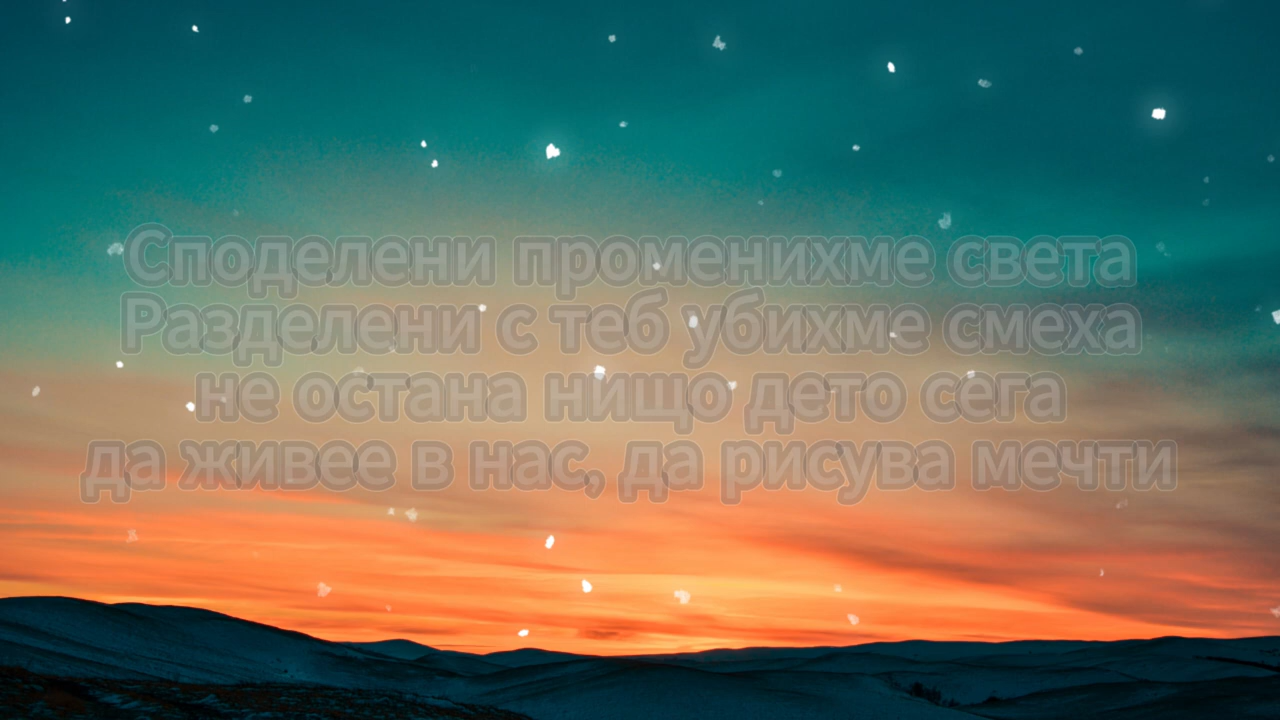 Споделени променихме света
Разделени с теб убихме смеха
не остана нищо дето сега
да живее в нас, да рисува мечти